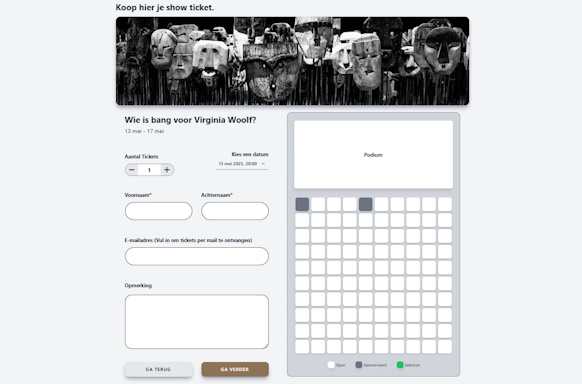 Koop hier je show ticket.
Wie is bang voor Virginia Woolf?
13 mei - 17 mei
Aantal Tickets
Kies een datum
1
13 mei 2025, 20:00
Voornaam*
Achternaam*
E-mailadres (Vul in om tickets per mail te ontvangen)
Opmerking
GA TERUG
GA VERDER
Podium
Open
Gereserveerd
Selectie